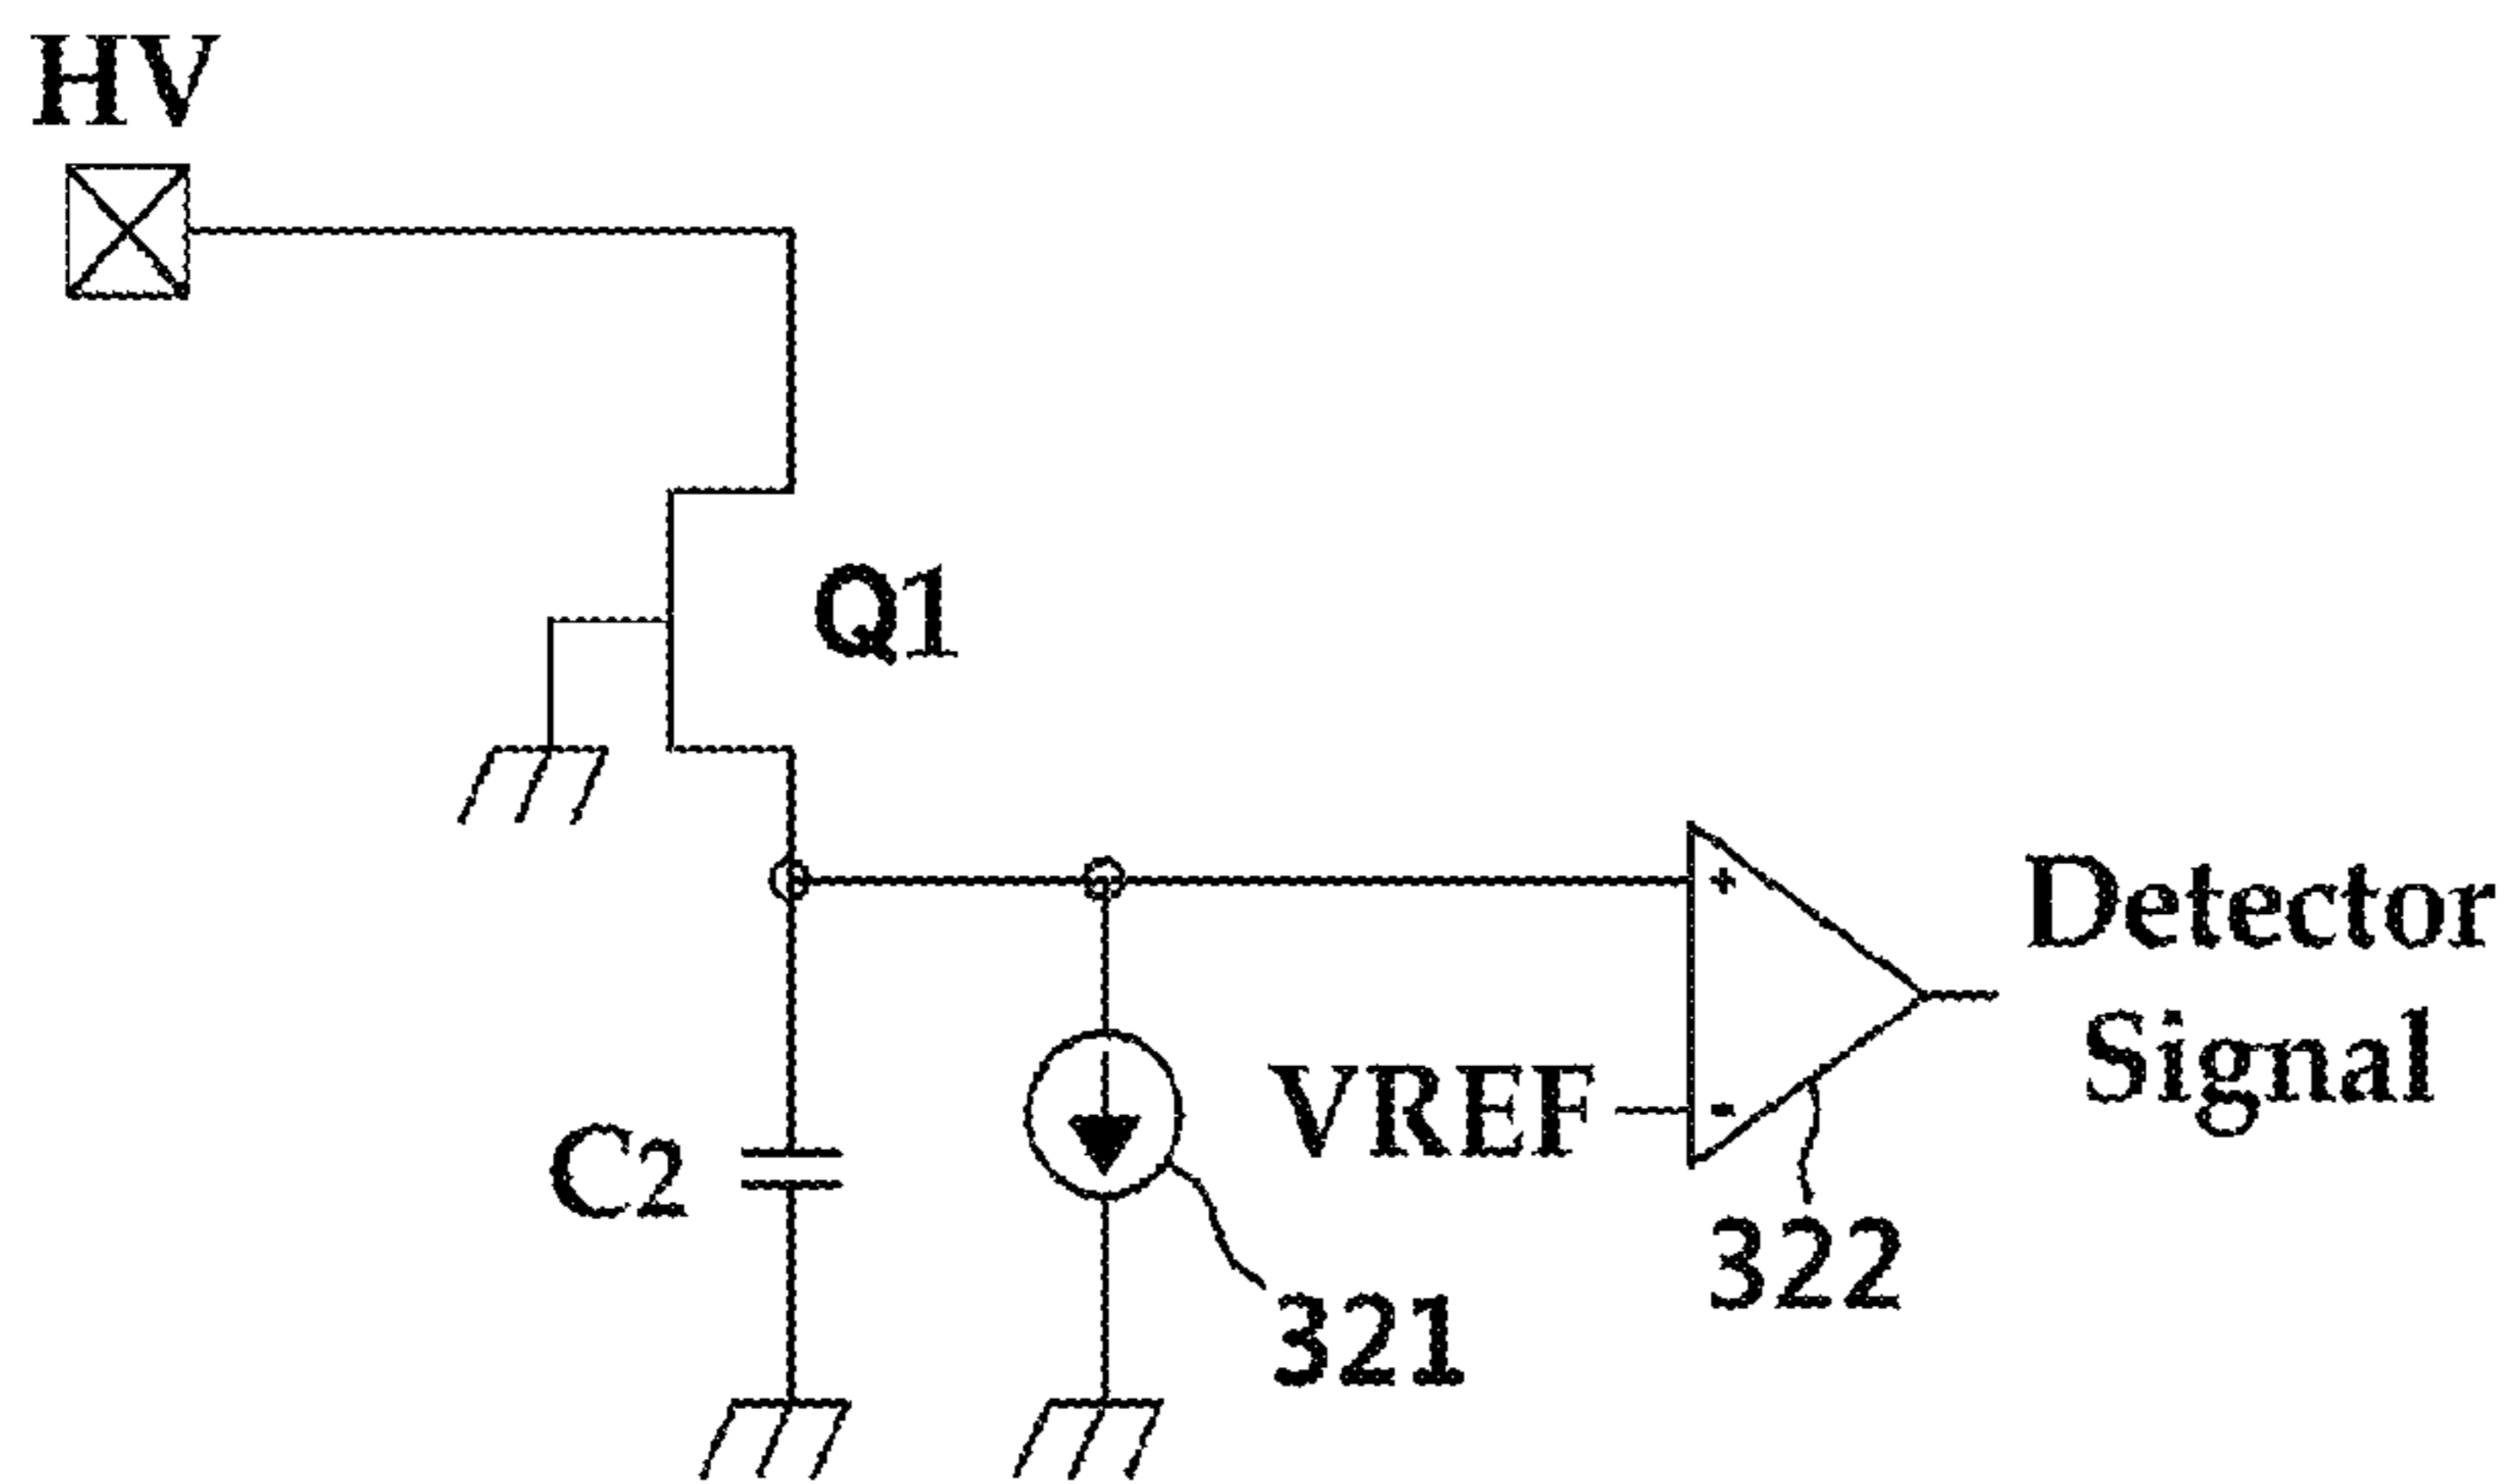 HV
Q1
Detector
Signal
+
VREF
-
C2
322
321